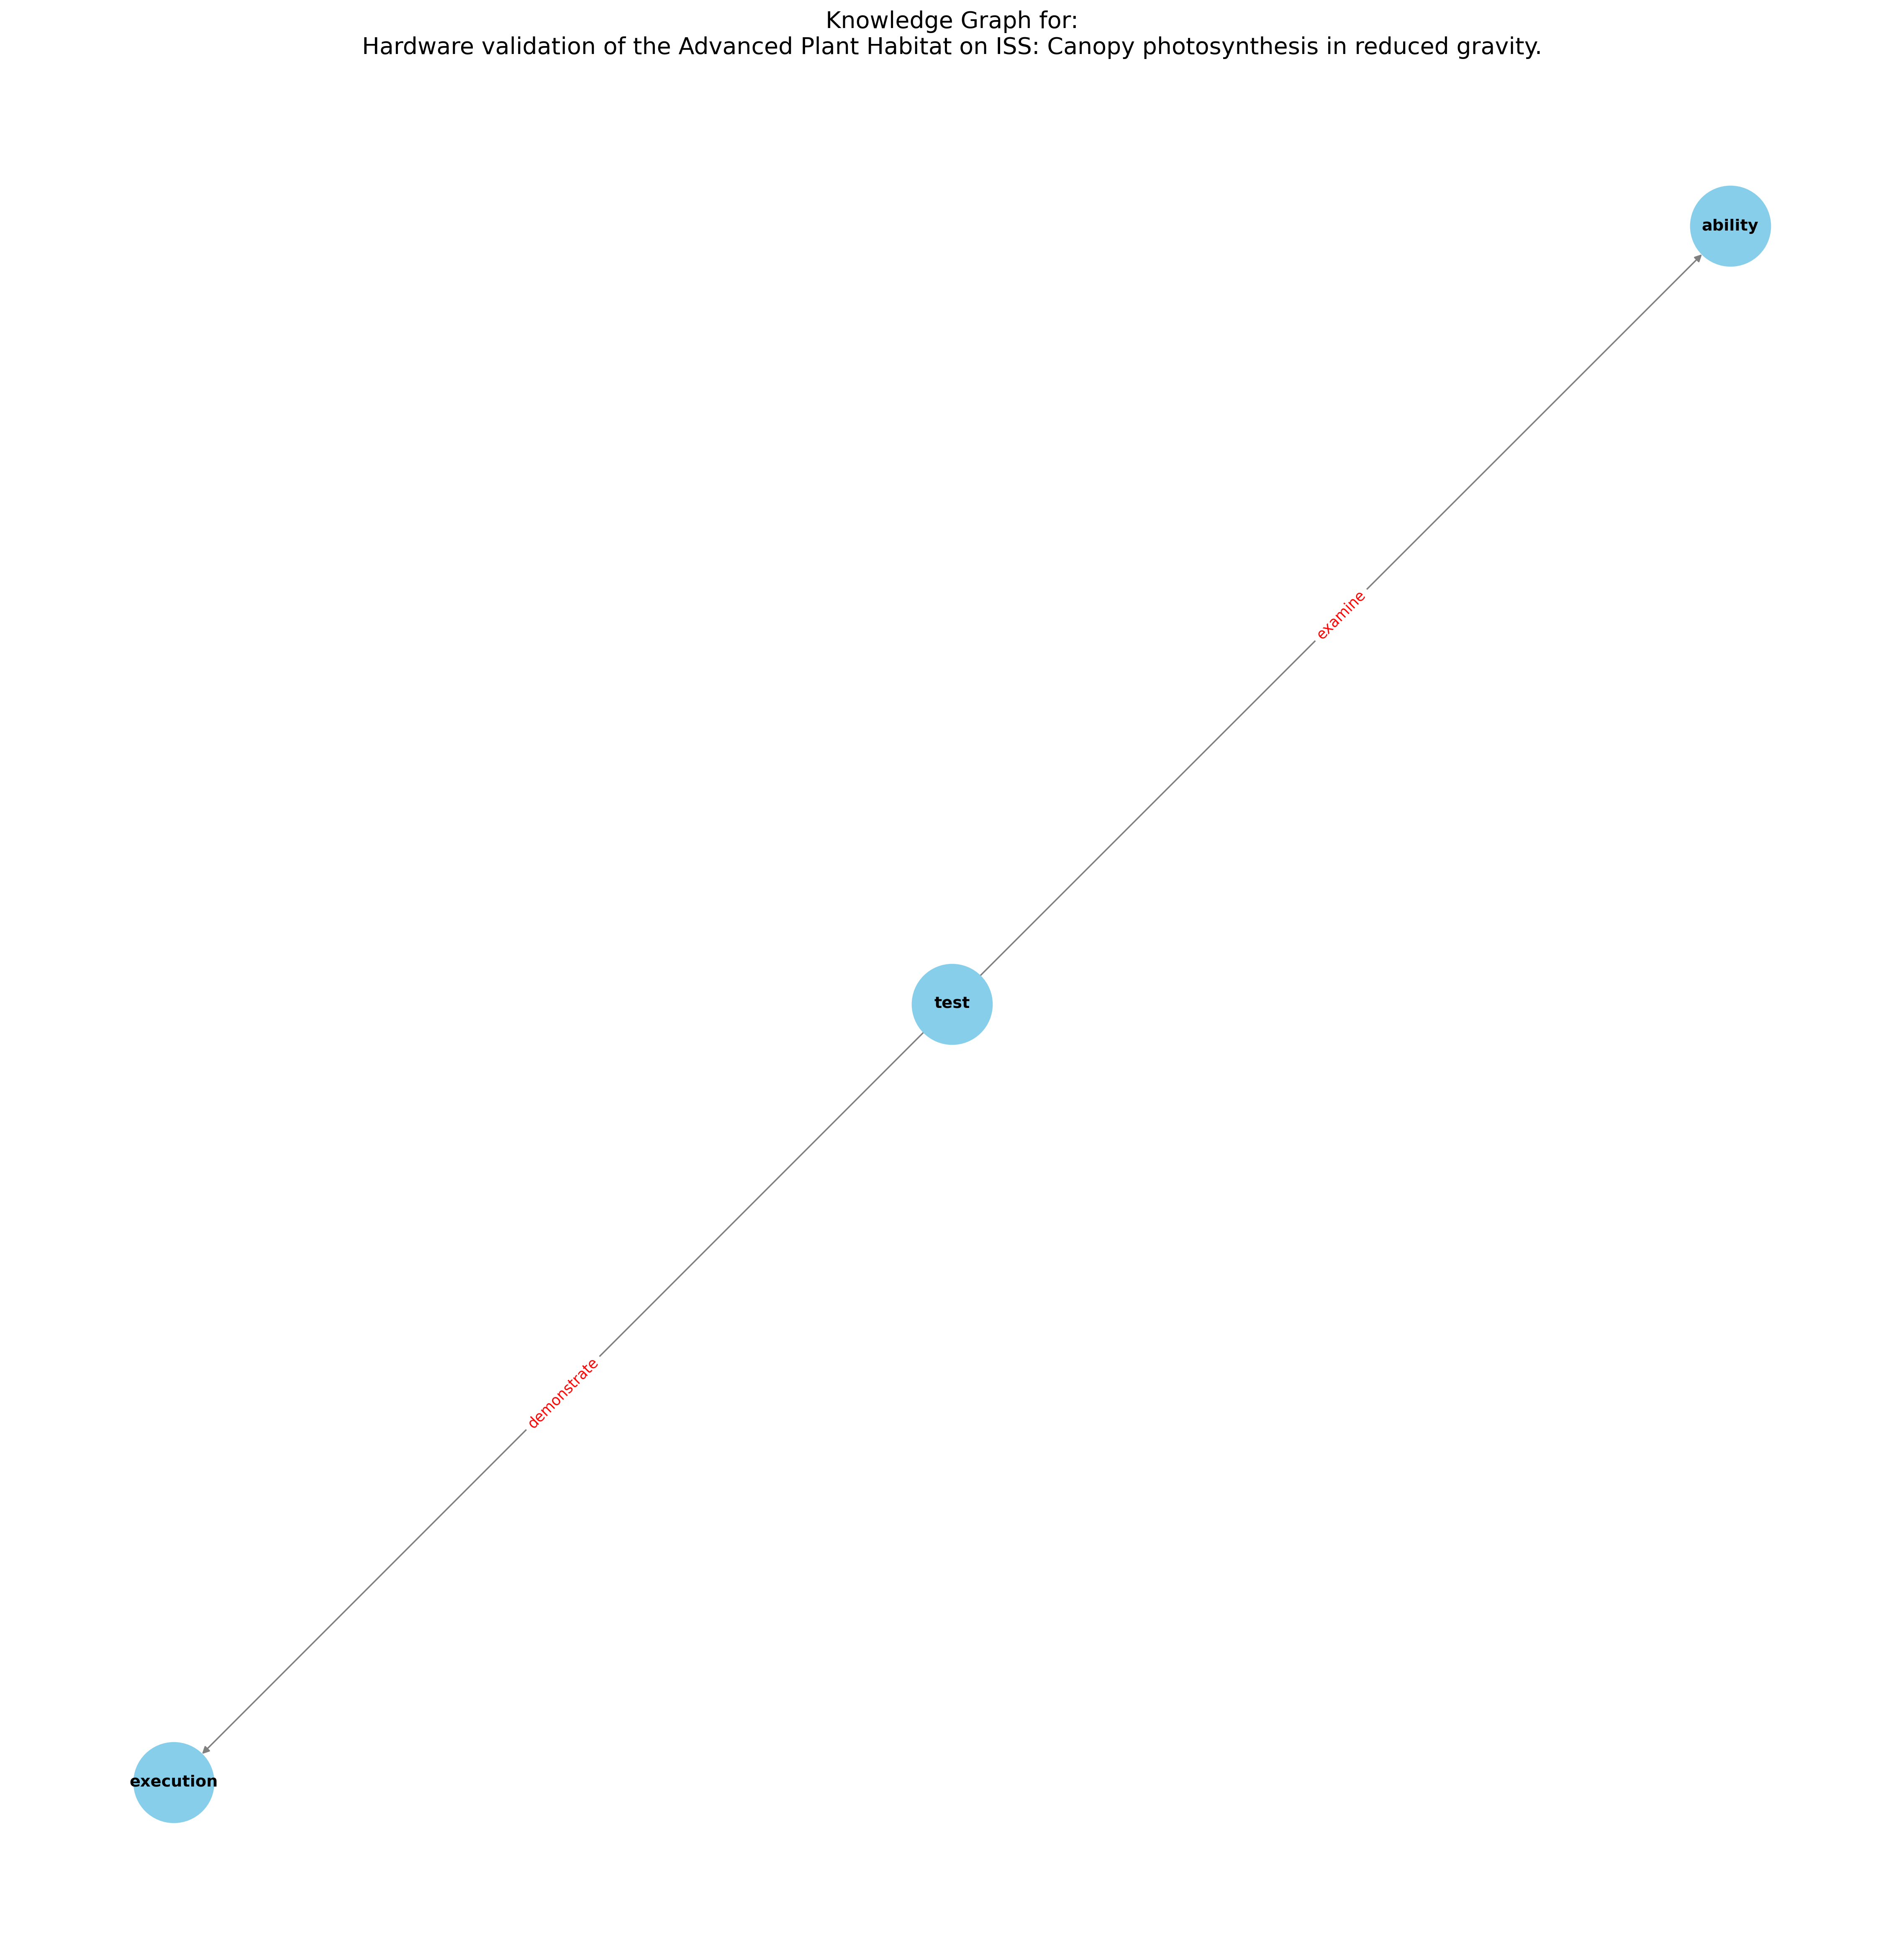 Knowledge Graph for:
Hardware validation of the Advanced Plant Habitat on ISS: Canopy photosynthesis in reduced gravity.
ability
examine
test
demonstrate
execution